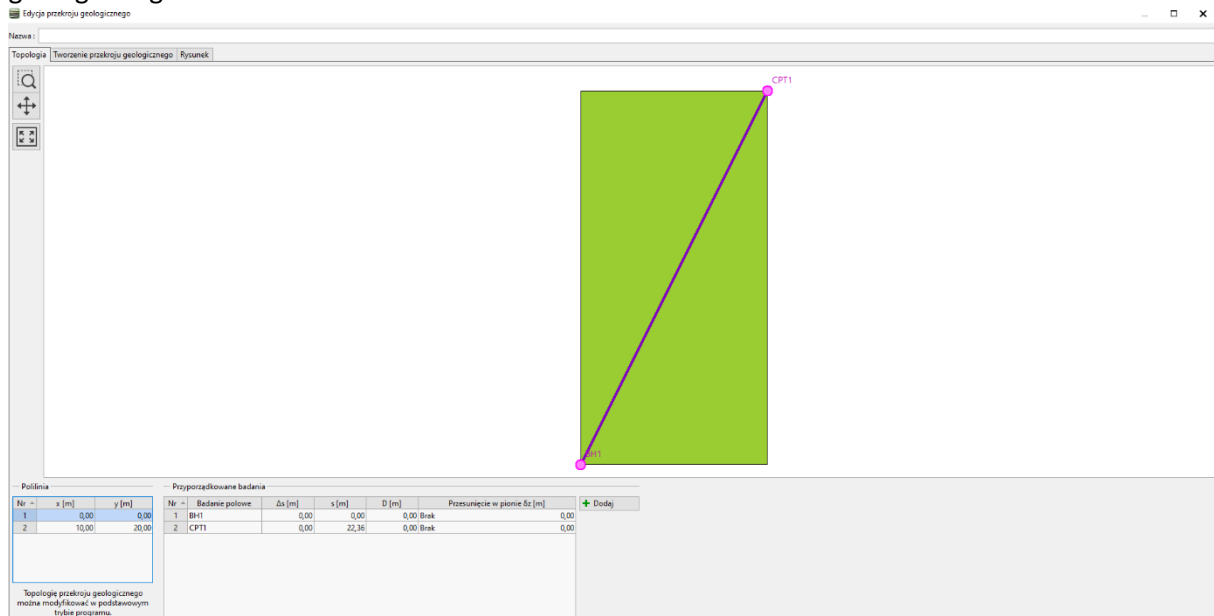 Edycja przekroju geologicznego
Nazwa :
Topologia Tworzenie przekroju geologicznego Rysunek
CPT1
BH1
Polilinia
Nr x [m] y [m]
1 0,00 0,00
2 10,00 20,00
Topologię przekroju geologicznego
można modyfikować w podstawowym
trybie programu.
Przyporządkowane badania
Nr Badanie polowe Δs [m] s [m] D [m] Przesunięcie w pionie δz [m]
1 BH1 0,00 0,00 0,00 Brak 0,00
2 CPT1 0,00 22,36 0,00 Brak 0,00
+ Dodaj